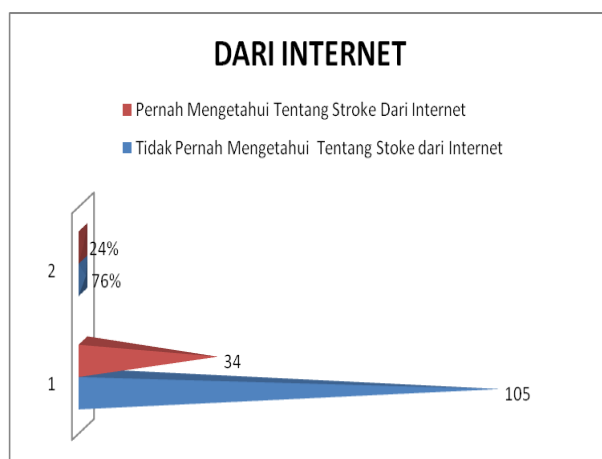 DARI INTERNET
Pernah Mengetahui Tentang Stroke Dari Internet
Tidak Pernah Mengetahui Tentang Stoke dari Internet
2
24%
76%
1
34
105